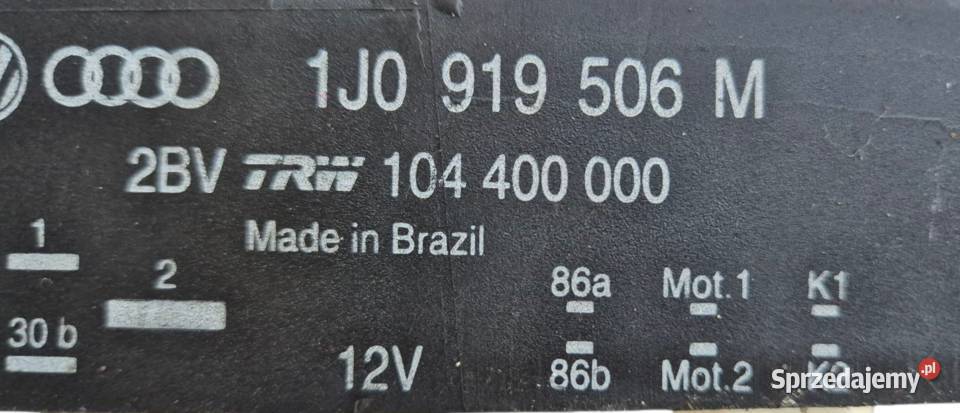 1J0 919 506 M
2BV TRW 104 400 000
Made in Brazil
1
2
86a Mot.1 K1
30 b
12V
86b Mot.2 K2
Sprzedajemy.pl